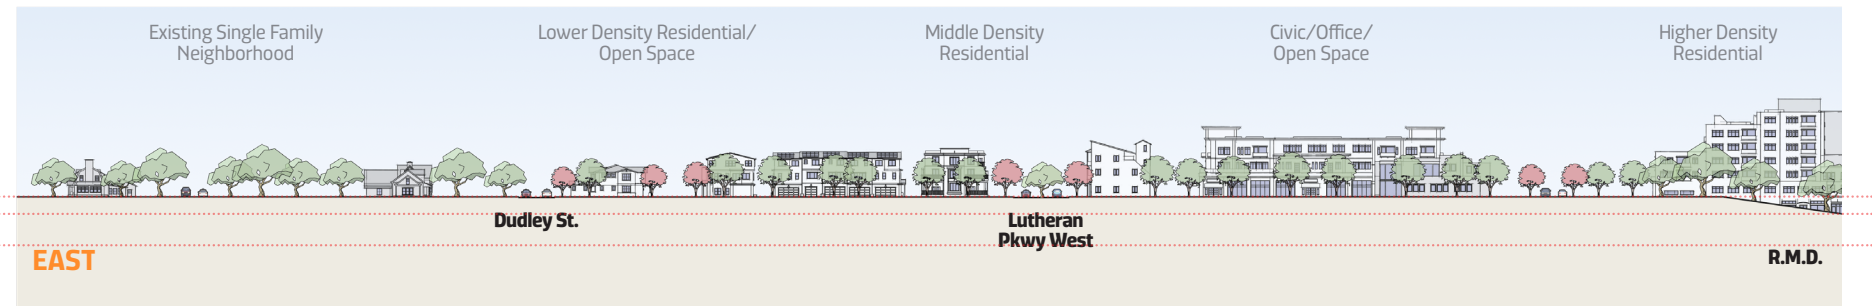 Existing Single Family
Neighborhood
Lower Density Residential/
Open Space
Middle Density
Residential
Civic/Office/
Open Space
Higher Density
Residential
Dudley St.
Lutheran
Pkwy West
R.M.D.
EAST